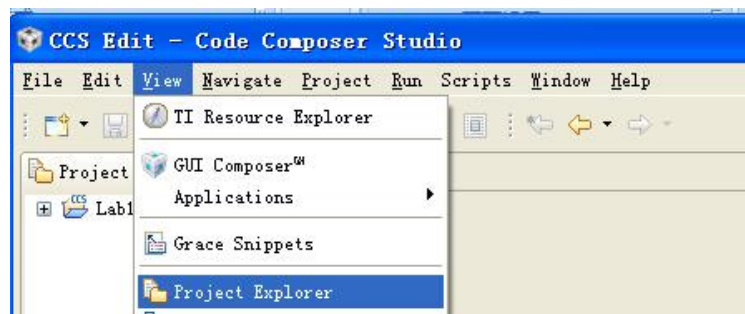 CCS Edit - Code Composer Studio
File Edit View Navigate Project Run Scripts Window Help
TI Resource Explorer
Project
GUI Composer™
Lab1
Applications
Grace Snippets
Project Explorer